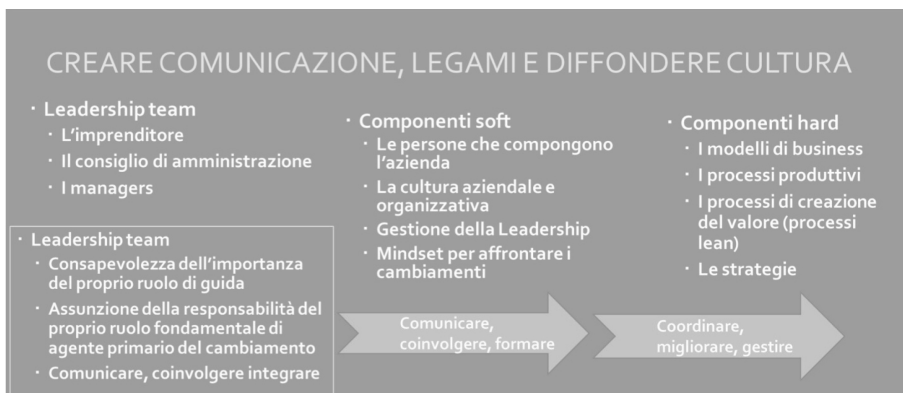 CREARE COMUNICAZIONE, LEGAMI E DIFFONDERE CULTURA
· Leadership team
· L'imprenditore
· Il consiglio di amministrazione
· I managers
· Leadership team
· Consapevolezza dell'importanza
del proprio ruolo di guida
· Assunzione della responsabilità del
proprio ruolo fondamentale di
agente primario del cambiamento
· Comunicare, coinvolgere integrare
· Componenti soft
· Le persone che compongono
l'azienda
· La cultura aziendale e
organizzativa
· Gestione della Leadership
· Mindset per affrontare i
cambiamenti
Comunicare,
coinvolgere, formare
· Componenti hard
· I modelli di business
· I processi produttivi
· I processi di creazione
del valore (processi
lean)
· Le strategie
Coordinare,
migliorare, gestire